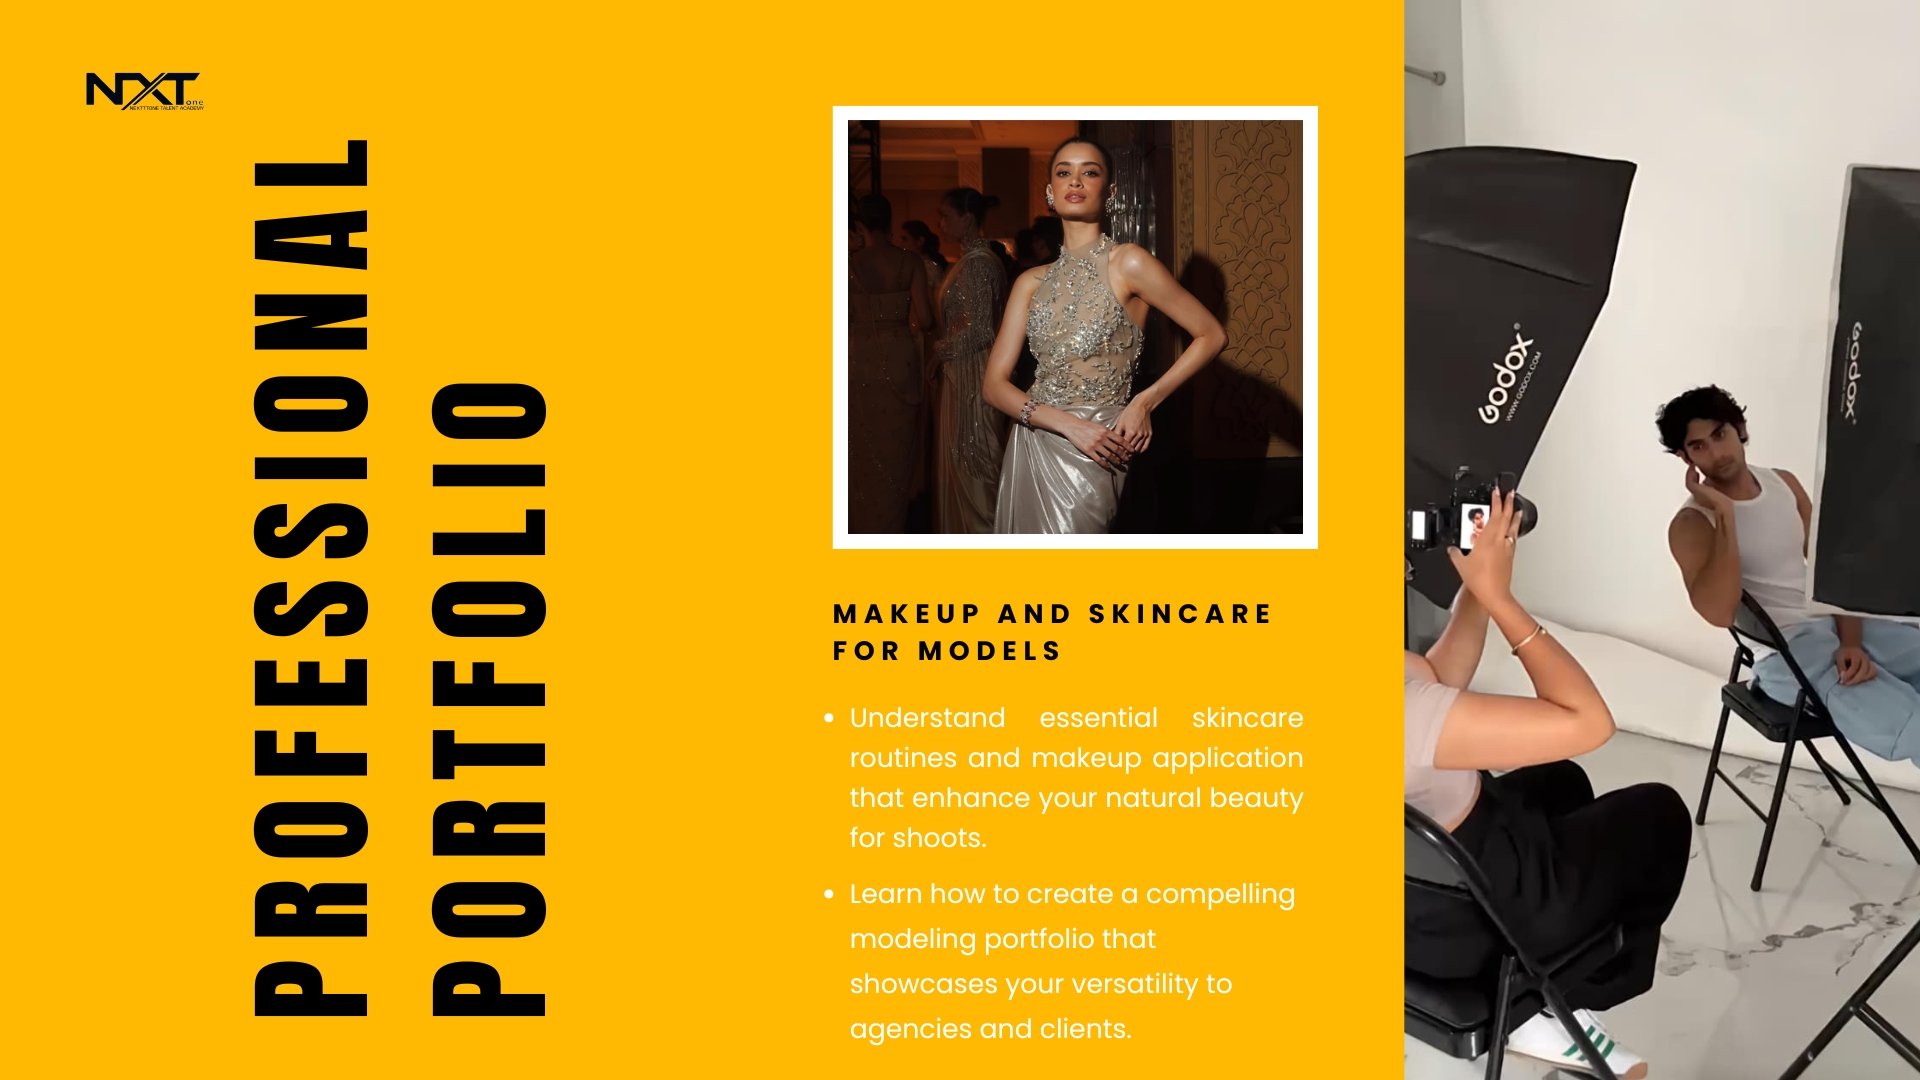 NXT
one
NEXTTTONE TALENT ACADEMY
PROFESSIONAL
PORTFOLIO
MAKEUP AND SKINCARE
FOR MODELS
• Understand essential skincare
routines and makeup application
that enhance your natural beauty
for shoots.
• Learn how to create a compelling
modeling portfolio that
showcases your versatility to
agencies and clients.
Godox®
WWW.GODOX.COM
Godox